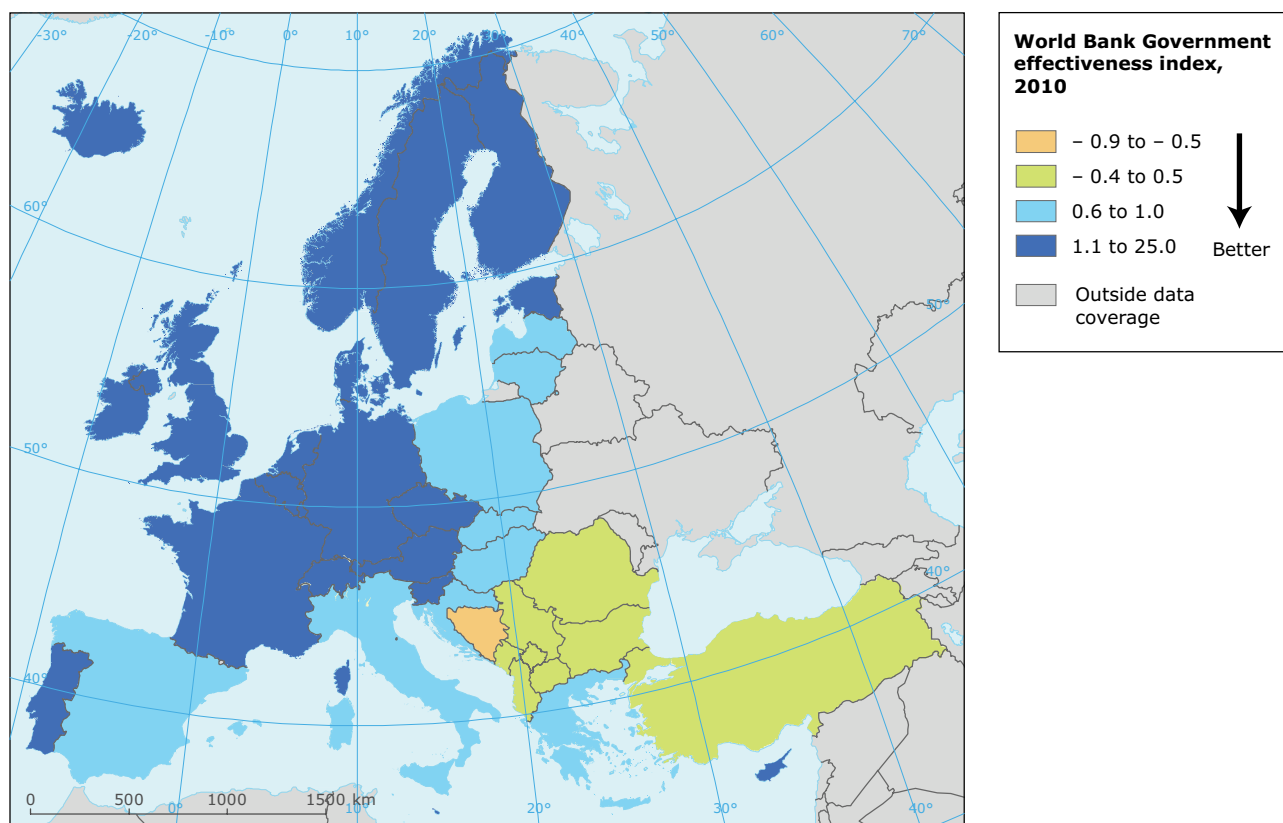 -30° -20° -10° 0° 10° 20° 30° 40° 50° 60° 70°
60°
50°
40°
50°
40°
0 500 1000 1500 km
0° 10° 20° 30° 40°
World Bank Government
effectiveness index,
2010
– 0.9 to – 0.5
– 0.4 to 0.5
0.6 to 1.0
1.1 to 25.0
Better
Outside data
coverage